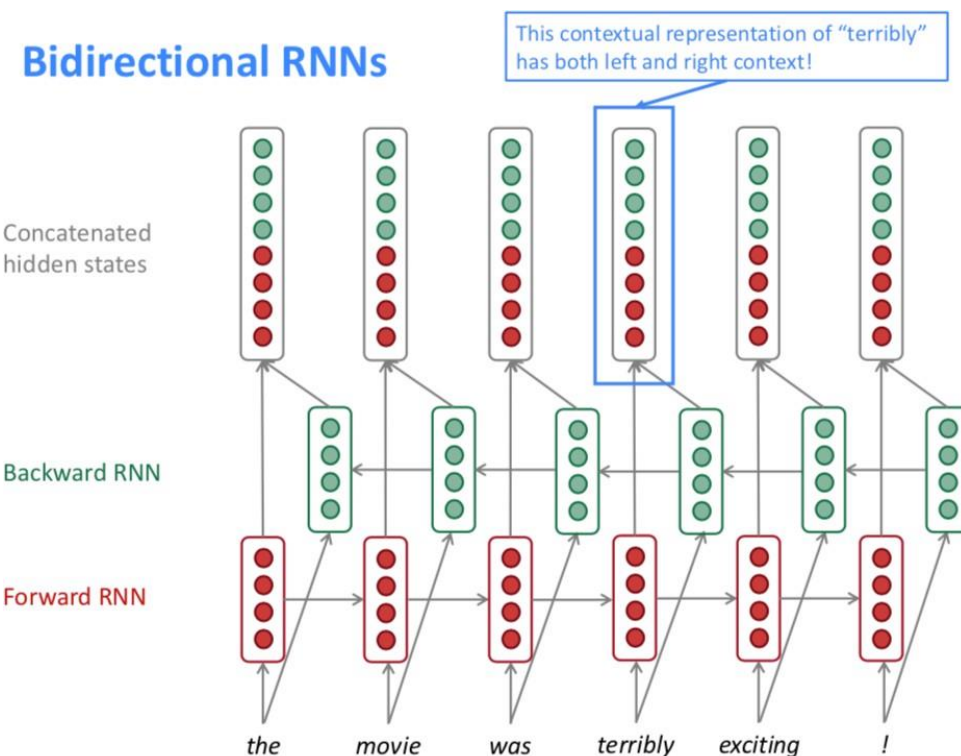 Bidirectional RNNs
This contextual representation of “terribly”
has both left and right context!
Concatenated
hidden states
Backward RNN
Forward RNN
the movie was terribly exciting !